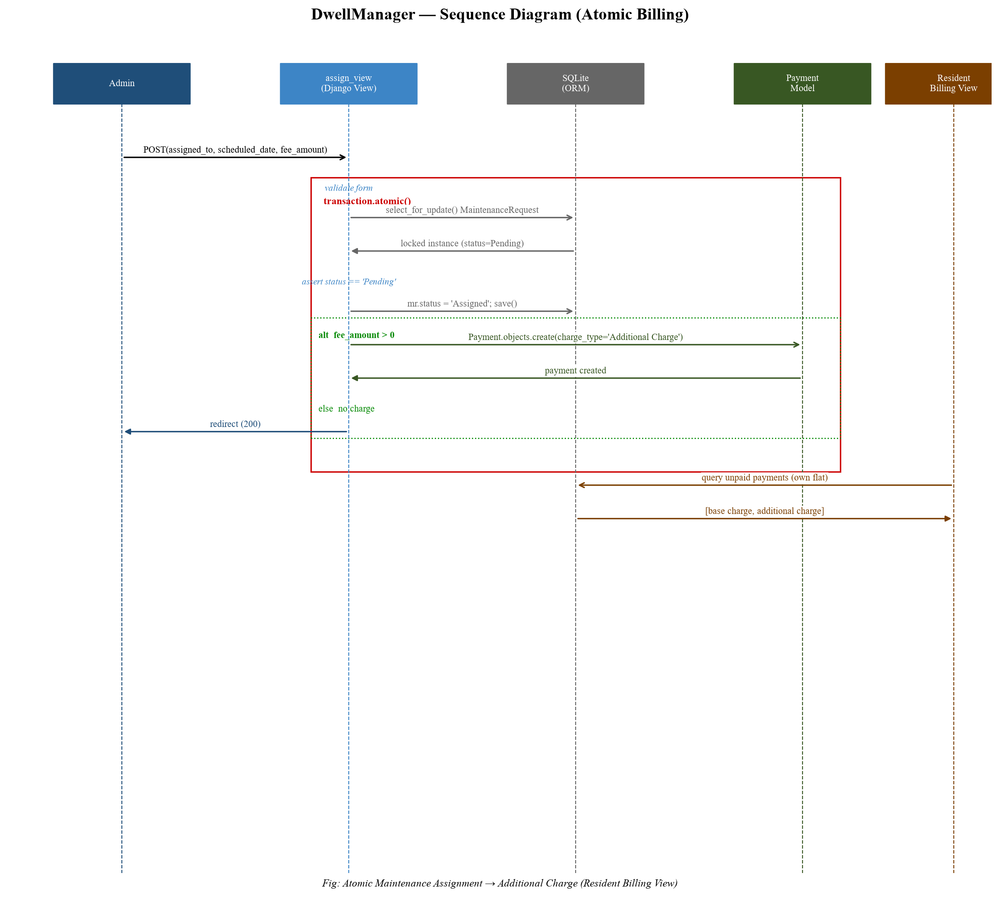 DwellManager — Sequence Diagram (Atomic Billing)
Admin
assign_view
(Django View)
SQLite
(ORM)
Payment
Model
Resident
Billing View
POST(assigned_to, scheduled_date, fee_amount)
validate form
transaction.atomic()
select_for_update() MaintenanceRequest
locked instance (status=Pending)
assert status == 'Pending'
mr.status = 'Assigned'; save()
alt  fee_amount > 0
Payment.objects.create(charge_type='Additional Charge')
payment created
else  no charge
redirect (200)
query unpaid payments (own flat)
[base charge, additional charge]
Fig: Atomic Maintenance Assignment → Additional Charge (Resident Billing View)